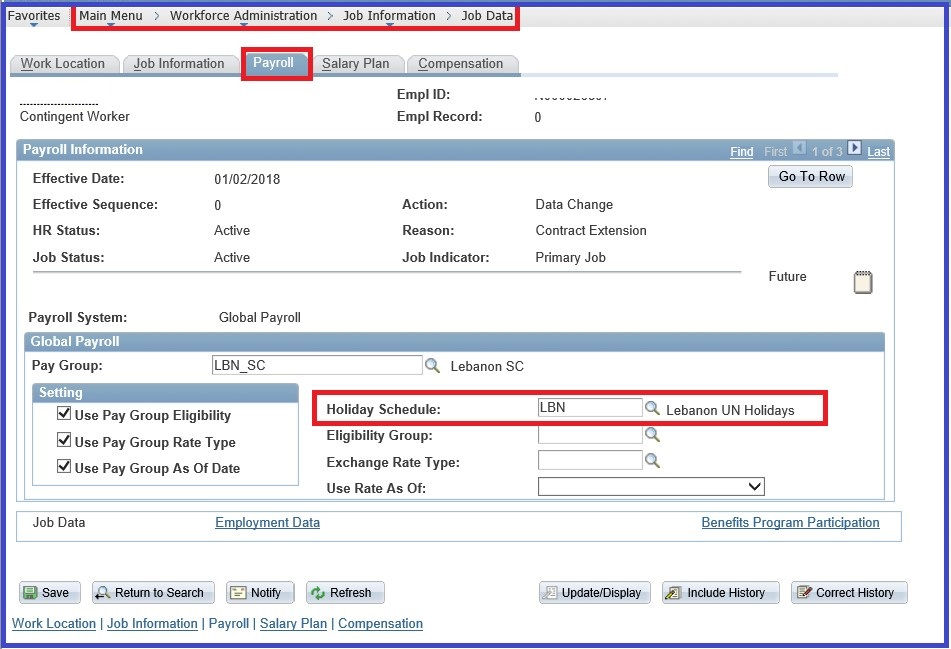 Favorites Main Menu > Workforce Administration > Job Information > Job Data
Work Location Job Information Payroll Salary Plan Compensation
Empl ID:
Contingent Worker Empl Record: 0
Payroll Information Find First 1 of 3 Last
Effective Date: 01/02/2018 Go To Row
Effective Sequence: 0 Action: Data Change
HR Status: Active Reason: Contract Extension
Job Status: Active Job Indicator: Primary Job
Future
Payroll System: Global Payroll
Global Payroll
Pay Group: LBN_SC Lebanon SC
Setting
Holiday Schedule: LBN Lebanon UN Holidays
Use Pay Group Eligibility
Eligibility Group:
Use Pay Group Rate Type
Exchange Rate Type:
Use Pay Group As Of Date
Use Rate As Of:
Job Data Employment Data Benefits Program Participation
Save Return to Search Notify Refresh Update/Display Include History Correct History
Work Location | Job Information | Payroll | Salary Plan | Compensation